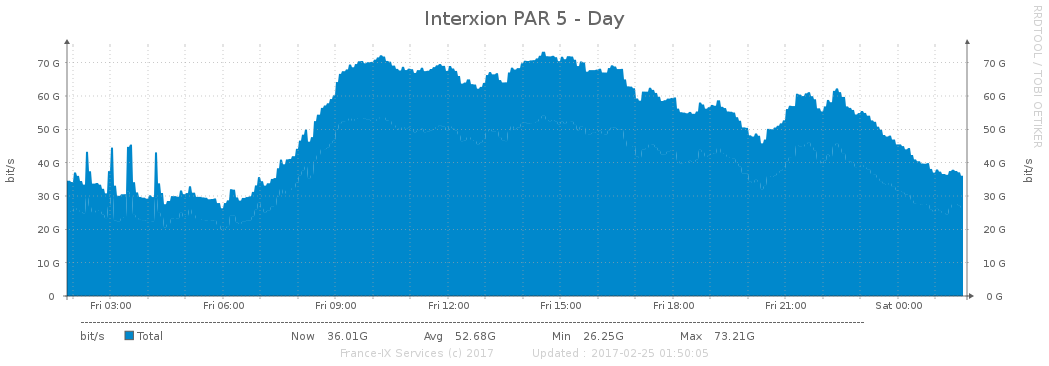 Interxion PAR 5 - Day
RRDTOOL / TOBI OETIKER
bit/s
70 G
60 G
50 G
40 G
30 G
20 G
10 G
0
70 G
60 G
50 G
40 G
30 G
20 G
10 G
0 G
bit/s
Fri 03:00 Fri 06:00 Fri 09:00 Fri 12:00 Fri 15:00 Fri 18:00 Fri 21:00 Sat 00:00
bit/s Total Now 36.01G Avg 52.68G Min 26.25G Max 73.21G
France-IX Services (c) 2017 Updated : 2017-02-25 01:50:05